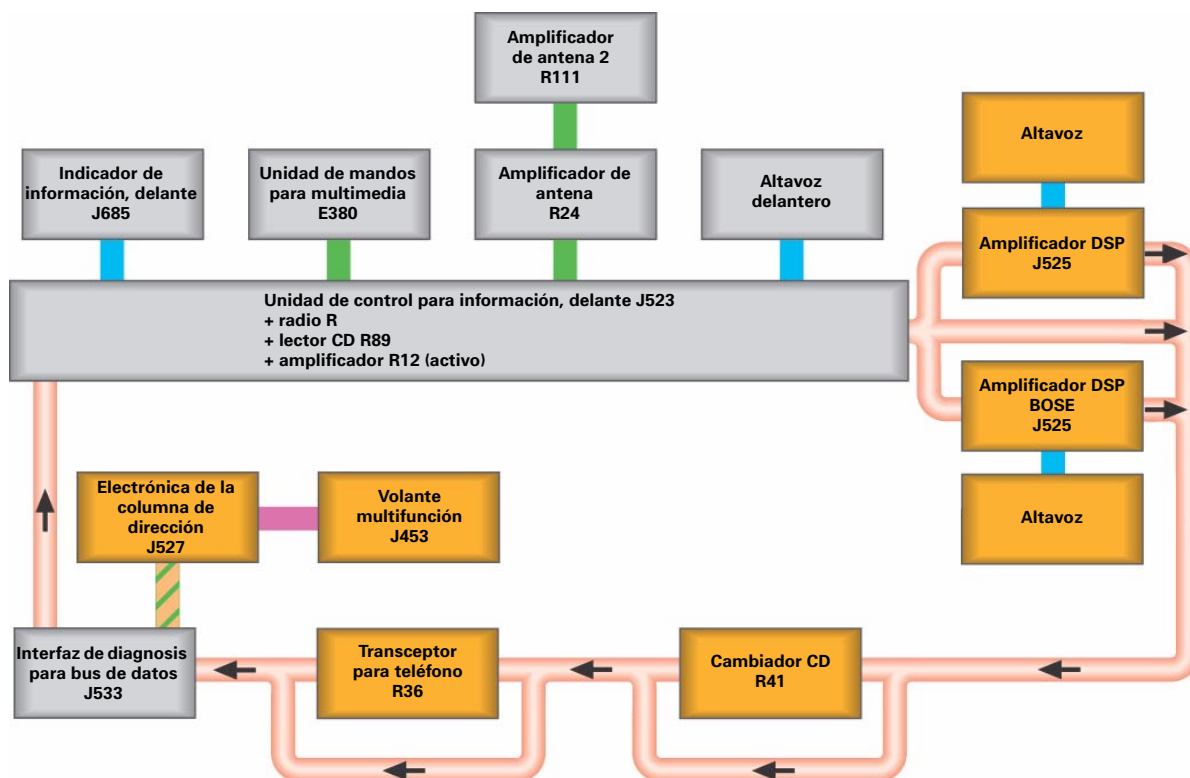 Amplificador
de antena 2
R111
Altavoz
Indicador de
información, delante
J685
Unidad de mandos
para multimedia
E380
Amplificador de
antena
R24
Altavoz
delantero
Amplificador DSP
J525
Unidad de control para información, delante J523
+ radio R
+ lector CD R89
+ amplificador R12 (activo)
Amplificador DSP
BOSE
J525
Electrónica de la
columna de
dirección
J527
Volante
multifunción
J453
Altavoz
Interfaz de diagnosis
para bus de datos
J533
Transceptor
para teléfono
R36
Cambiador CD
R41